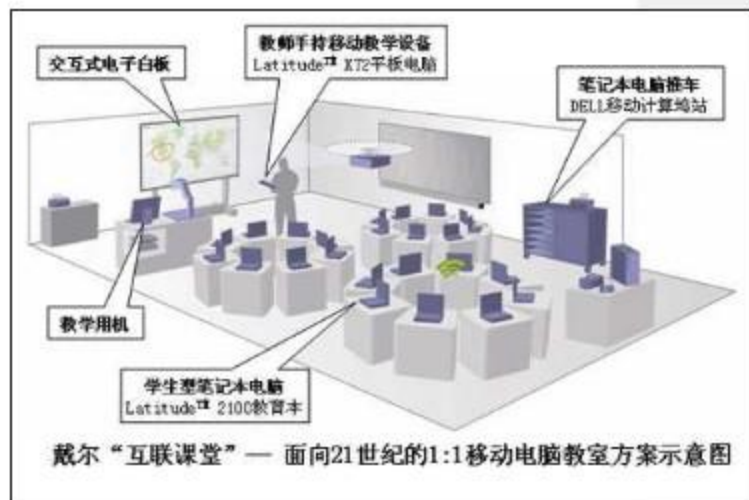 交互式电子白板
教师手持移动教学设备
Latitude™ XT2平板电脑
笔记本电脑推车
DELL移动计算车站
教学用机
学生型笔记本电脑
Latitude™ 2100教育本
戴尔“互联课堂”— 面向21世纪的1:1移动电脑教室方案示意图